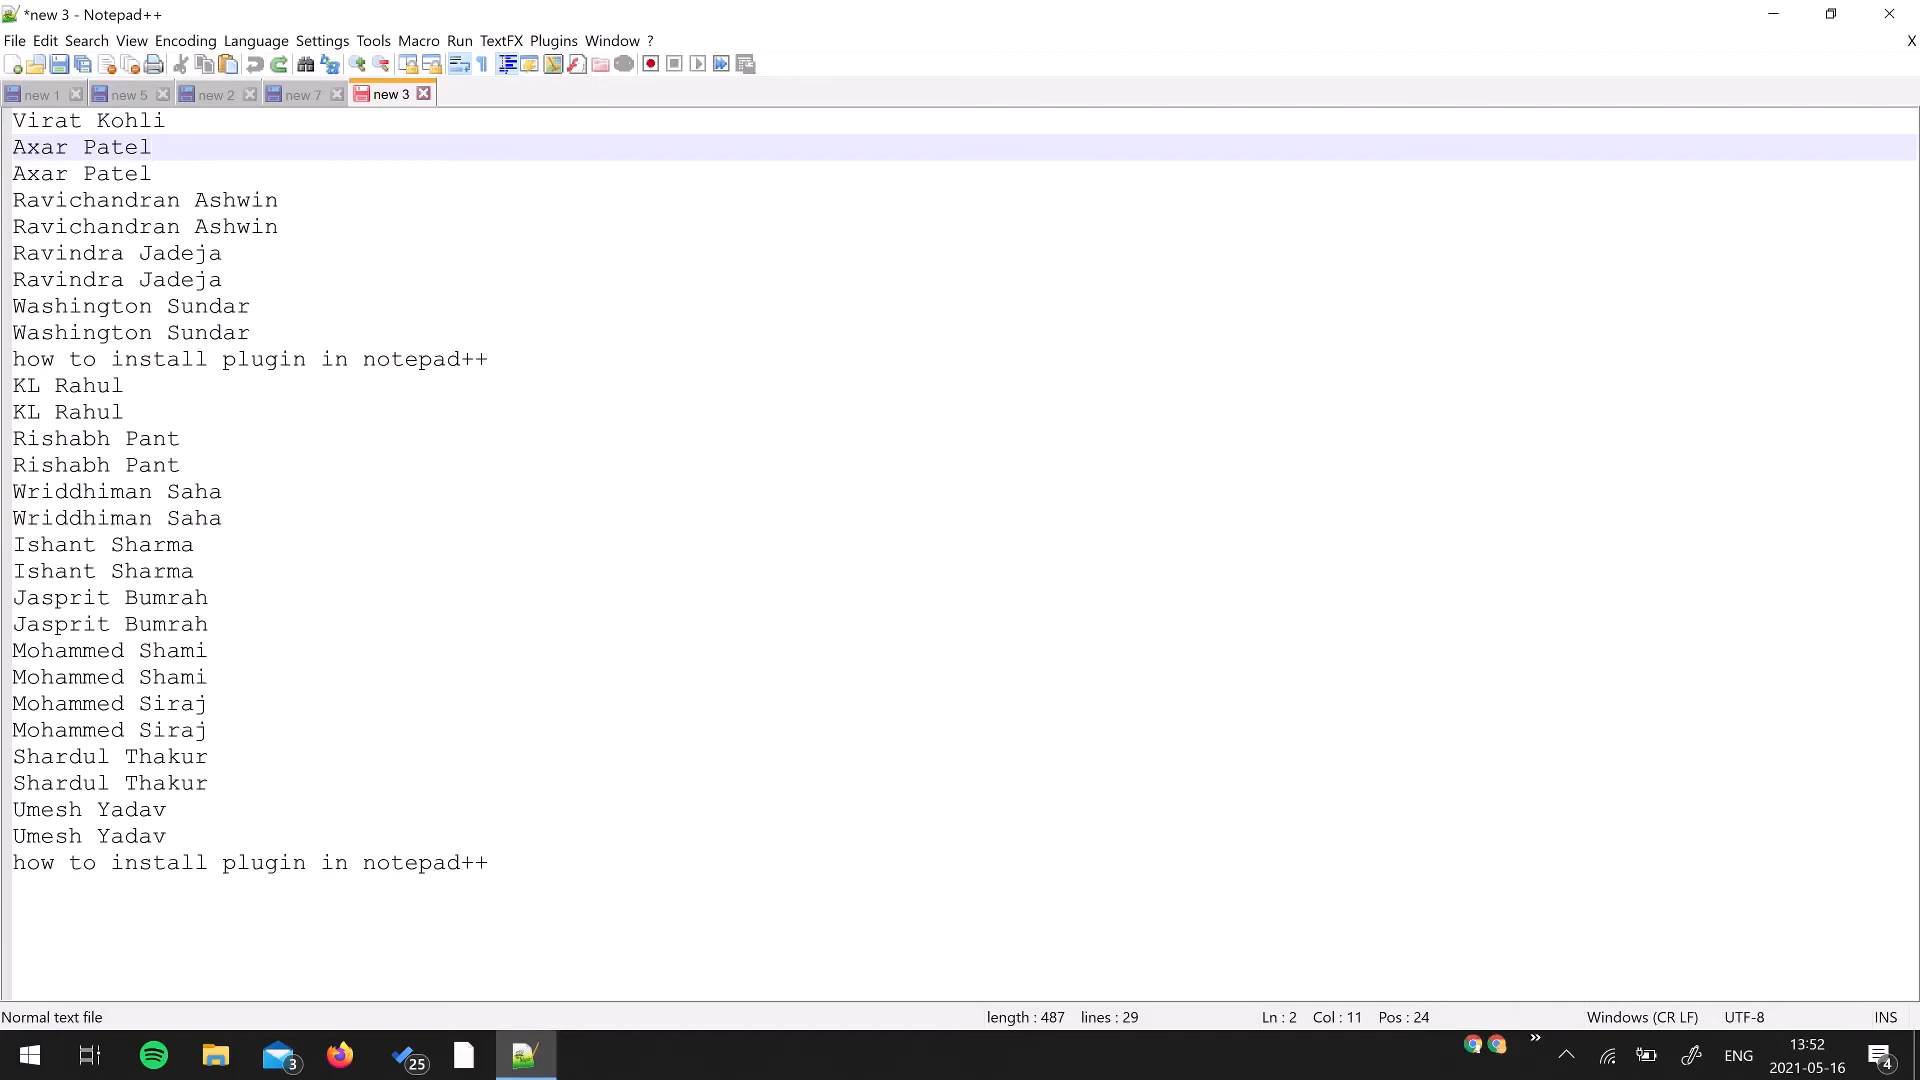 *new 3 - Notepad++
File Edit Search View Encoding Language Settings Tools Macro Run TextFX Plugins Window ?
X
new 1 new 5 new 2 new 7 new 3
Virat Kohli
Axar Patel
Axar Patel
Ravichandran Ashwin
Ravichandran Ashwin
Ravindra Jadeja
Ravindra Jadeja
Washington Sundar
Washington Sundar
how to install plugin in notepad++
KL Rahul
KL Rahul
Rishabh Pant
Rishabh Pant
Wriddhiman Saha
Wriddhiman Saha
Ishant Sharma
Ishant Sharma
Jasprit Bumrah
Jasprit Bumrah
Mohammed Shami
Mohammed Shami
Mohammed Siraj
Mohammed Siraj
Shardul Thakur
Shardul Thakur
Umesh Yadav
Umesh Yadav
how to install plugin in notepad++
Normal text file length : 487 lines : 29 Ln : 2 Col : 11 Pos : 24 Windows (CR LF) UTF-8 INS
3 25 ENG 13:52 4
2021-05-16